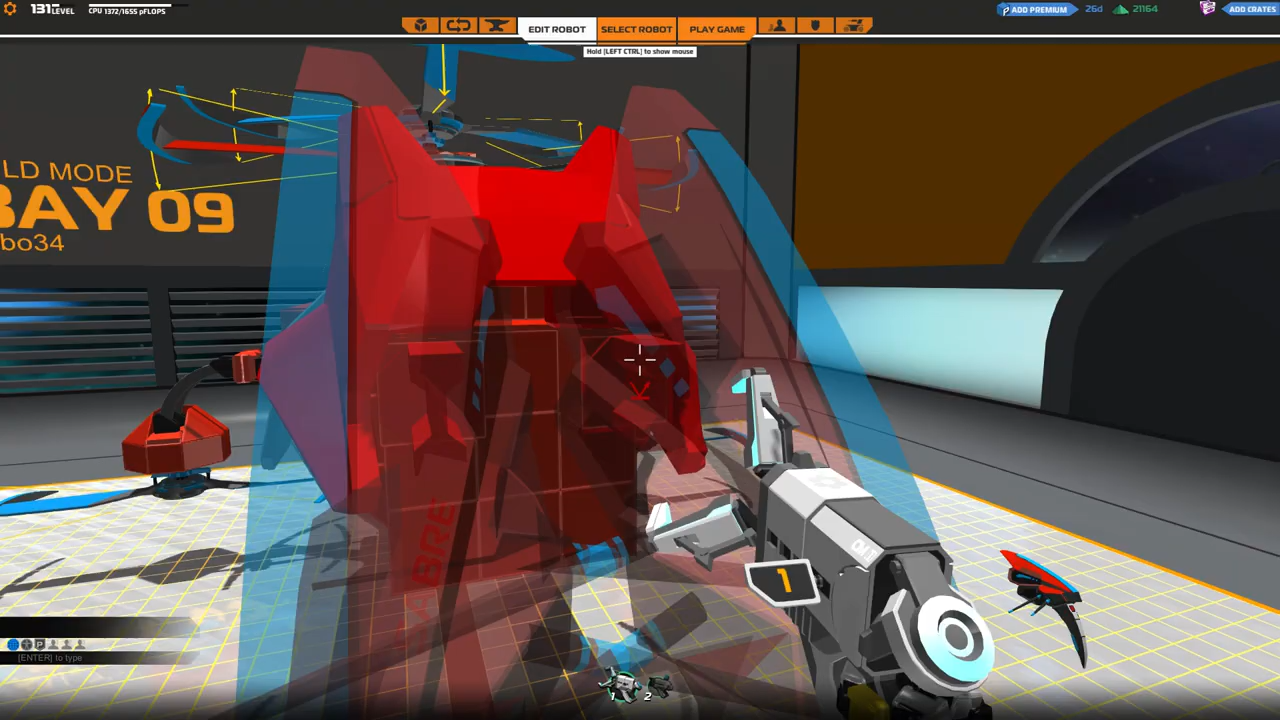 131 LEVEL
CPU 1372/1655 pFLOPS
EDIT ROBOT
SELECT ROBOT
PLAY GAME
ADD PREMIUM
26d
21164
ADD CRATES
Hold [LEFT CTRL] to show mouse
LD MODE
BAY 09
bo34
BRE
1
P
[ENTER] to type
1
2